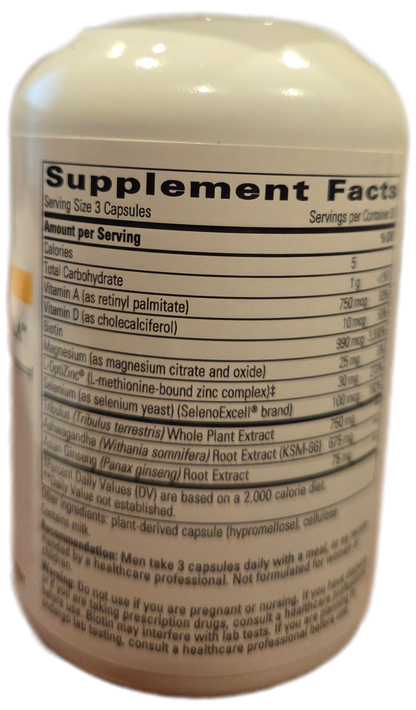 Supplement Facts
Serving Size 3 Capsules
Servings per Container
Amount per Serving
Calories 5
Total Carbohydrate 1 g
Vitamin A (as retinyl palmitate) 750 mcg
Vitamin D (as cholecalciferol) 10 mcg
Biotin 990 mcg
Magnesium (as magnesium citrate and oxide) 25 mg
L-OptiZinc® (L-methionine-bound zinc complex)‡ 30 mg
Selenium (as selenium yeast) (SelenoExcell® brand) 100 mcg
Tribulus (Tribulus terrestris) Whole Plant Extract 750 mg
Ashwagandha (Withania somnifera) Root Extract (KSM-66) 675 mg
Asian Ginseng (Panax ginseng) Root Extract 75 mg
*Percent Daily Values (DV) are based on a 2,000 calorie diet.
**Daily Value not established.
Other ingredients: plant-derived capsule (hypromellose), cellulose
Contains milk.
Recommendation: Men take 3 capsules daily with a meal, or as
by a healthcare professional. Not formulated for women or
children.
Warning: Do not use if you are pregnant or nursing. If you have
or if you are taking prescription drugs, consult a healthcare
before use. Biotin may interfere with lab tests. If you are planning to
undergo lab testing, consult a healthcare professional before